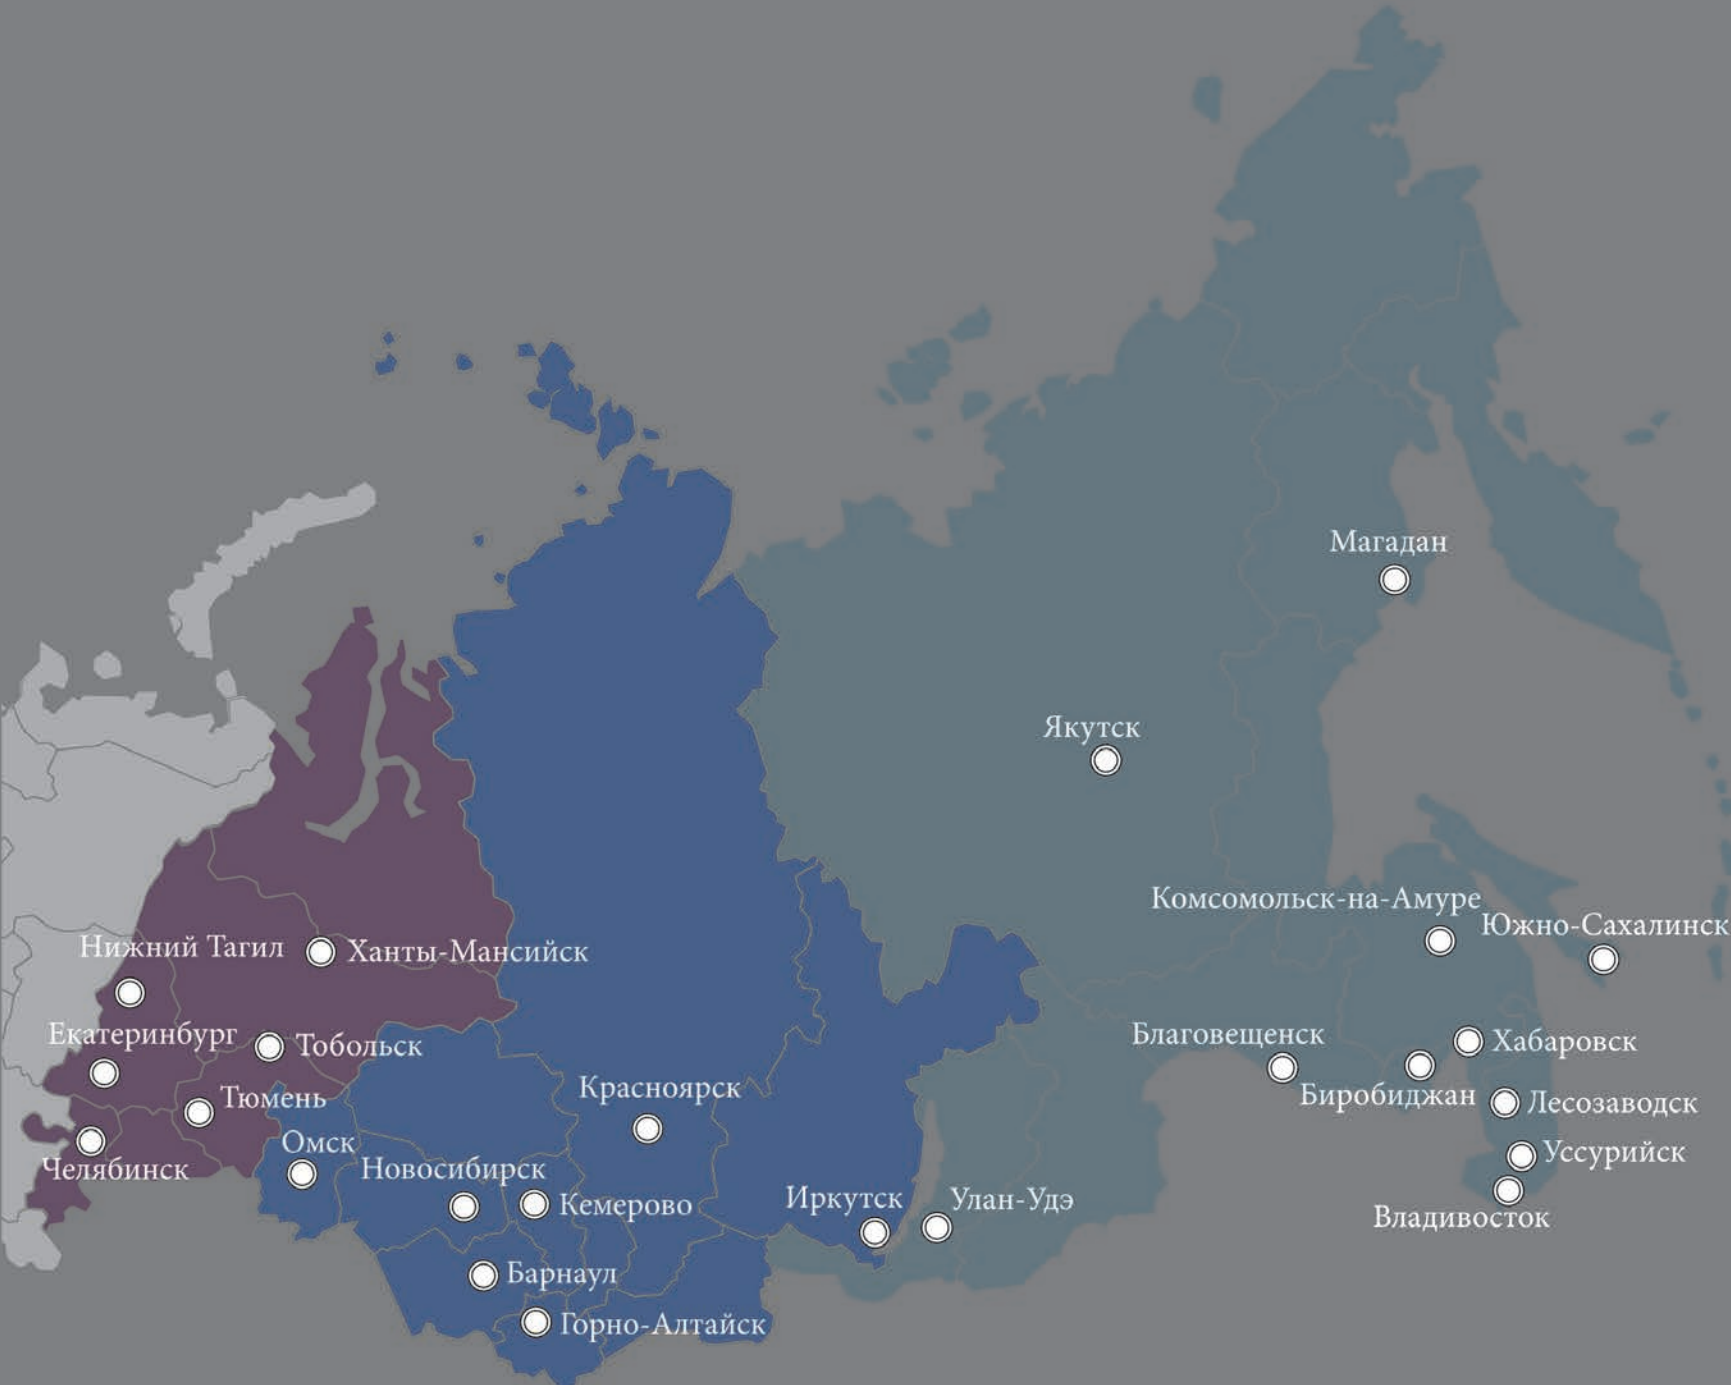 Магадан
Якутск
Комсомольск-на-Амуре
Южно-Сахалинск
Нижний Тагил
Ханты-Мансийск
Екатеринбург
Тобольск
Благовещенск
Хабаровск
Красноярск
Биробиджан
Лесозаводск
Тюмень
Омск
Уссурийск
Челябинск
Новосибирск
Кемерово
Иркутск
Улан-Удэ
Владивосток
Барнаул
Горно-Алтайск